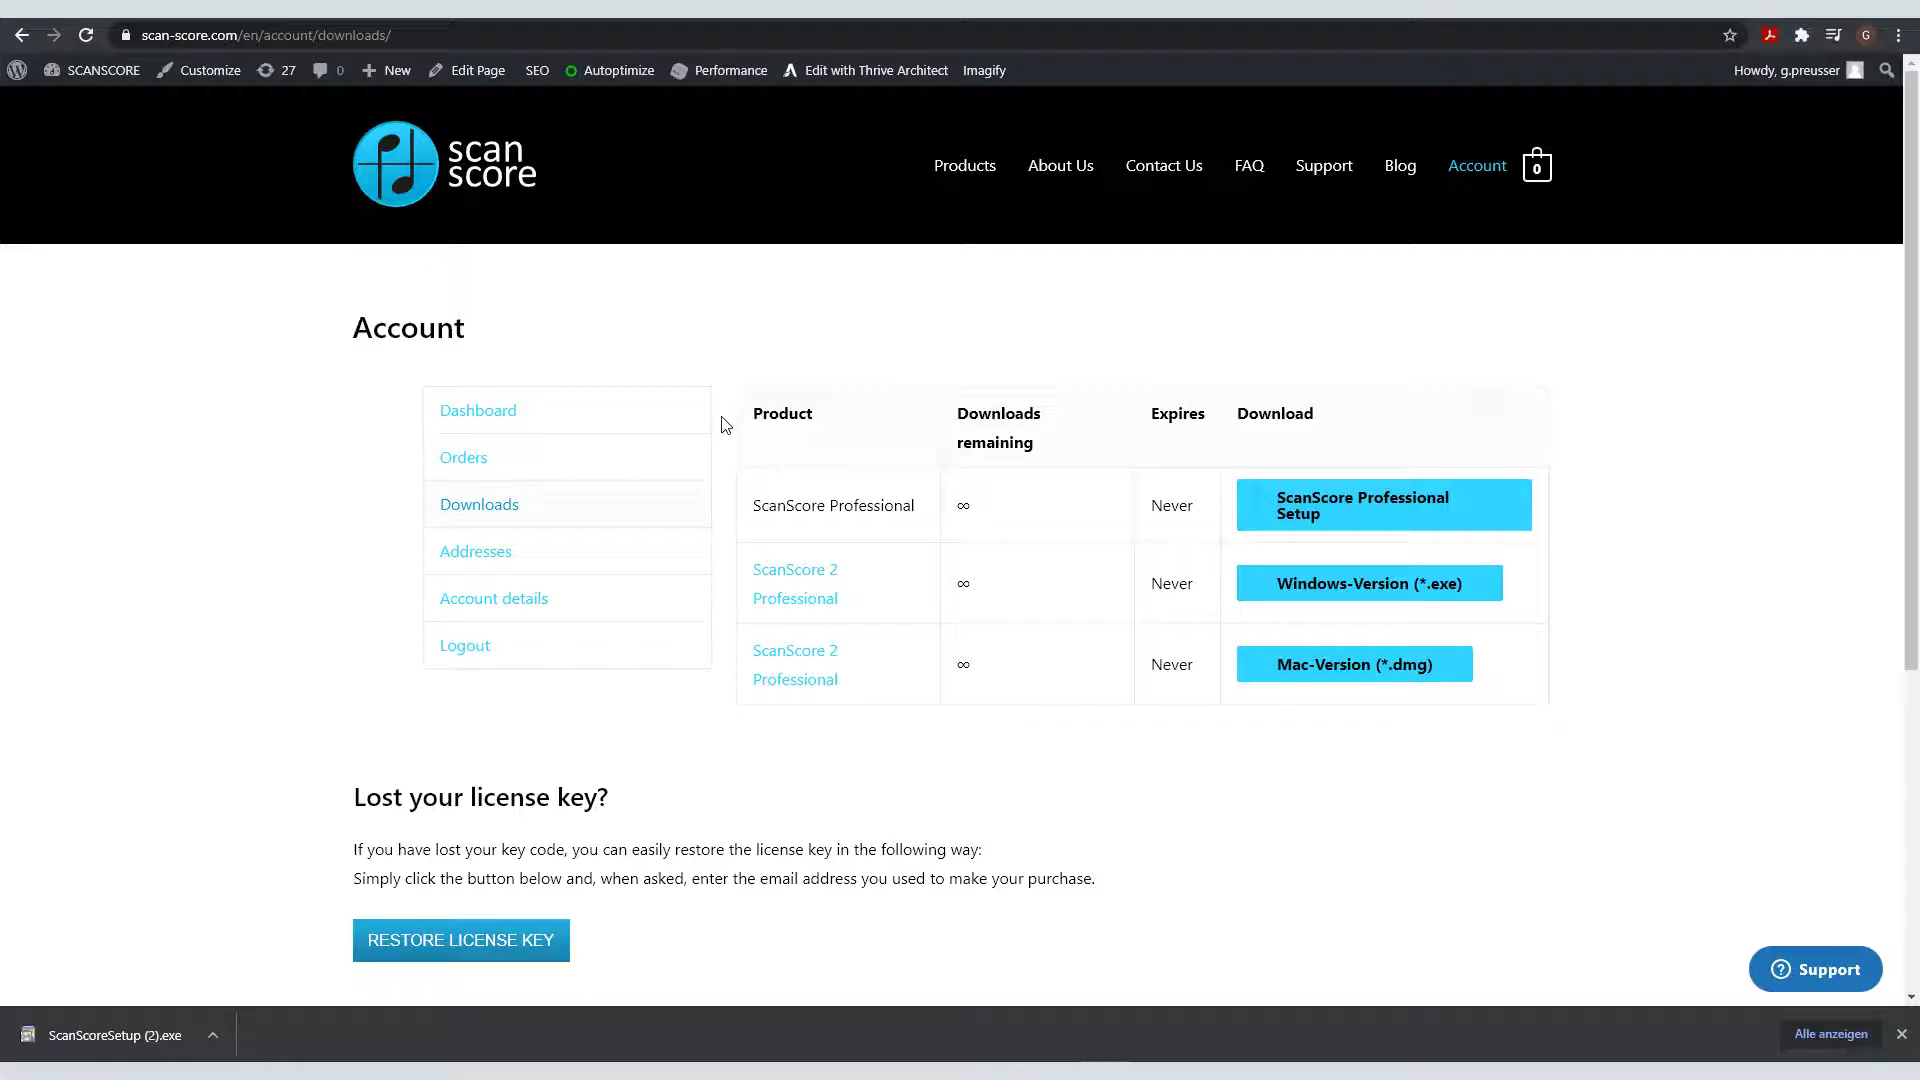 scan-score.com/en/account/downloads/
G
SCANSCORE Customize 27 0 New Edit Page SEO Autoptimize Performance Edit with Thrive Architect Imagify Howdy, g.preusser
scan
score
Products About Us Contact Us FAQ Support Blog Account 0
Account
Dashboard
Orders
Downloads
Addresses
Account details
Logout
Product Downloads remaining Expires Download
ScanScore Professional ∞ Never ScanScore Professional Setup
ScanScore 2 Professional ∞ Never Windows-Version (*.exe)
ScanScore 2 Professional ∞ Never Mac-Version (*.dmg)
Lost your license key?
If you have lost your key code, you can easily restore the license key in the following way:
Simply click the button below and, when asked, enter the email address you used to make your purchase.
RESTORE LICENSE KEY
? Support
ScanScoreSetup (2).exe
Alle anzeigen